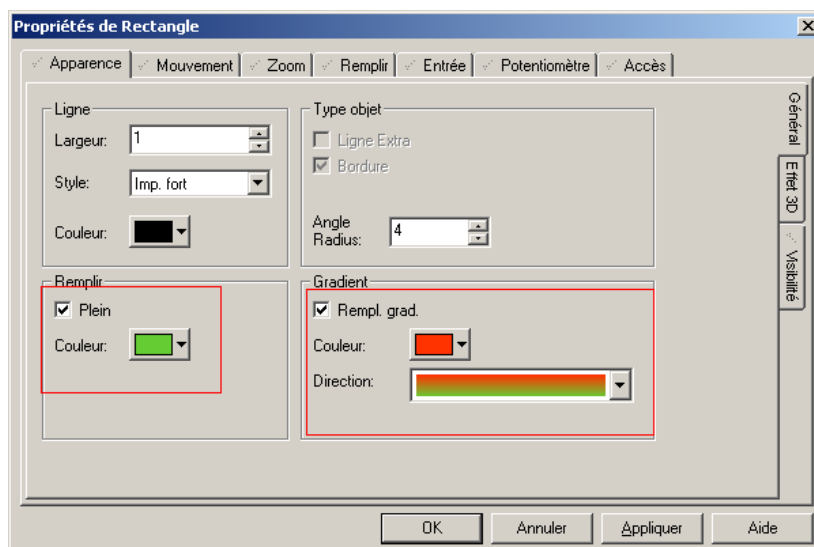 Propriétés de Rectangle
Apparence Mouvement Zoom Remplir Entrée Potentiomètre Accès
Général
Effet 3D
Visibilité
Ligne
Largeur: 1
Style: Imp. fort
Couleur:
Type objet
Ligne Extra
Bordure
Angle
Radius: 4
Remplir
Plein
Couleur:
Gradient
Rempl. grad.
Couleur:
Direction:
OK Annuler Appliquer Aide